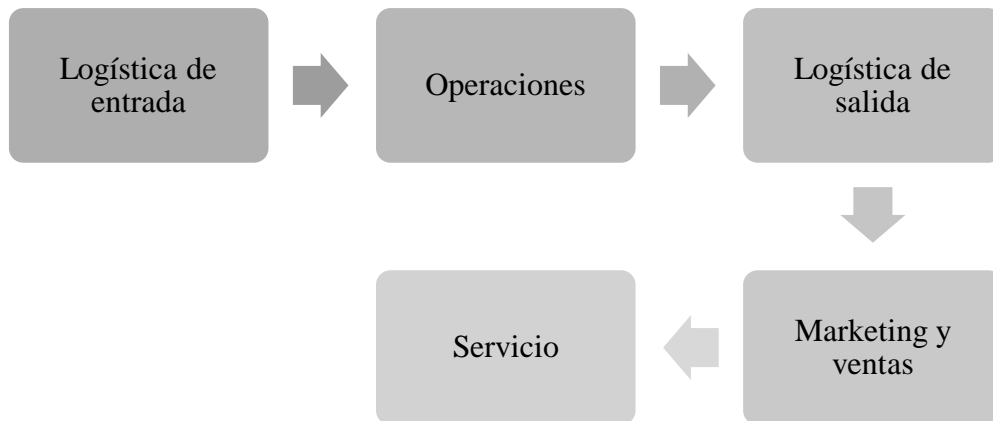 Logística de
entrada
Operaciones
Logística de
salida
Marketing y
ventas
Servicio